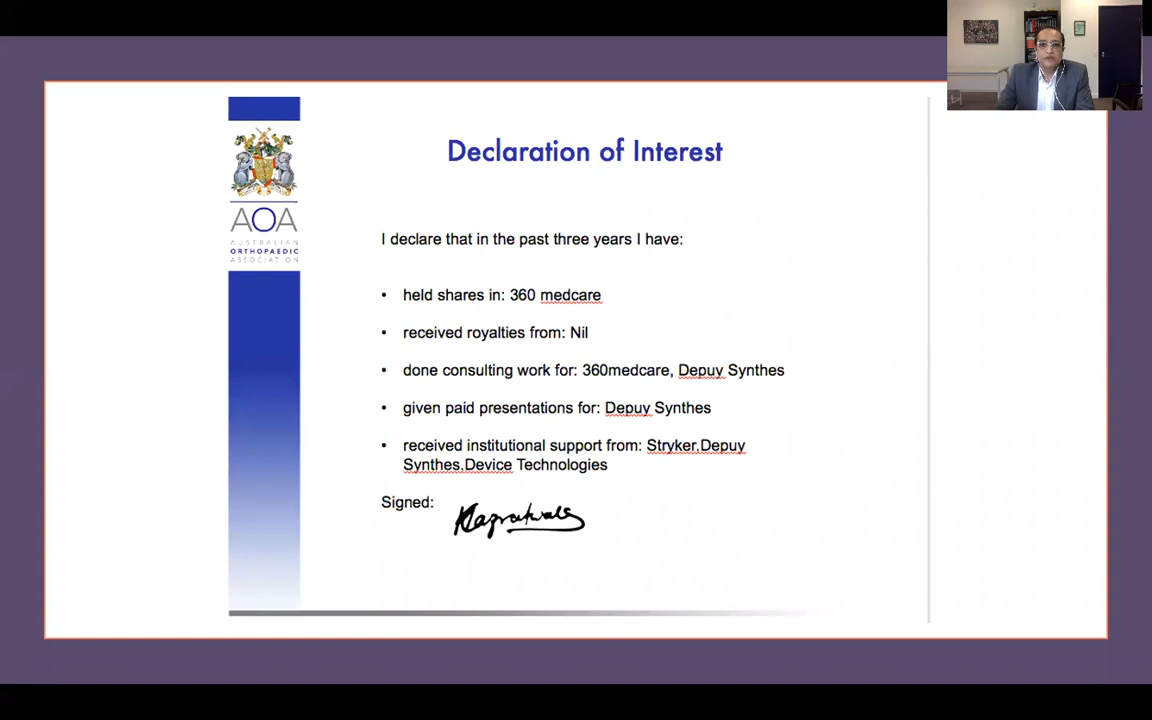 Declaration of Interest
AOA
AUSTRALIAN
ORTHOPAEDIC
ASSOCIATION
I declare that in the past three years I have:
• held shares in: 360 medcare
• received royalties from: Nil
• done consulting work for: 360medcare, Depuy Synthes
• given paid presentations for: Depuy Synthes
• received institutional support from: Stryker.Depuy
Synthes.Device Technologies
Signed: